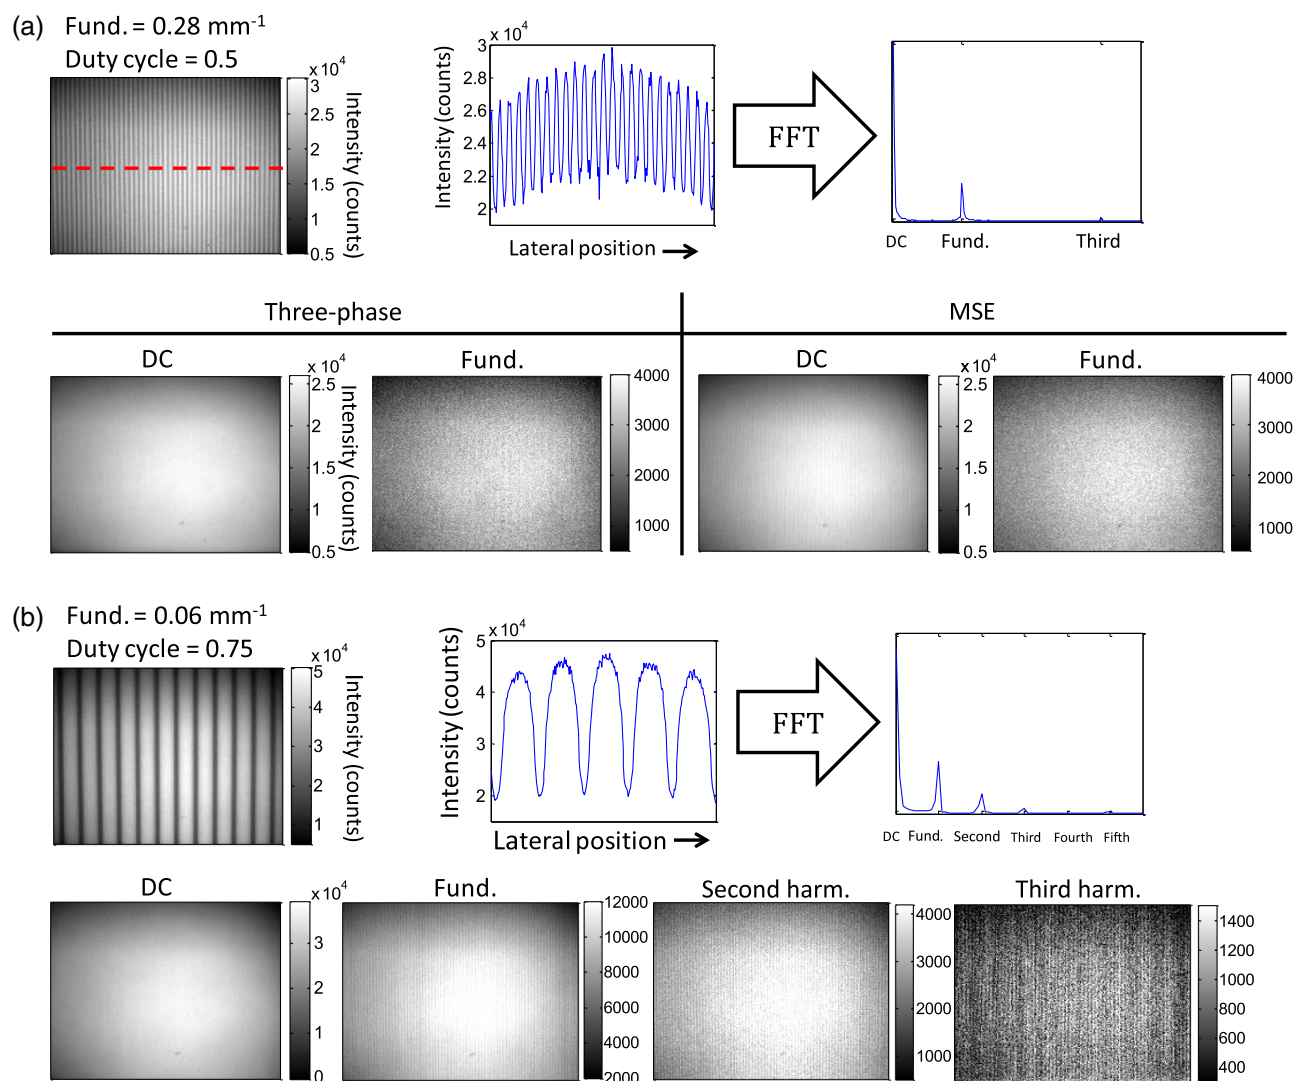 (a)
Fund. = 0.28 mm-1
Duty cycle = 0.5
x 10^4
3
2.5
2
1.5
1
0.5
Intensity (counts)
x 10^4
3
2.8
2.6
2.4
2.2
2
Intensity (counts)
Lateral position
FFT
DC Fund. Third
Three-phase
MSE
DC
x 10^4
2.5
2
1.5
1
0.5
Intensity (counts)
Fund.
4000
3000
2000
1000
DC
x 10^4
2.5
2
1.5
1
0.5
Fund.
4000
3000
2000
1000
(b)
Fund. = 0.06 mm-1
Duty cycle = 0.75
x 10^4
5
4
3
2
1
Intensity (counts)
x 10^4
5
4
3
2
Intensity (counts)
Lateral position
FFT
DC Fund. Second Third Fourth Fifth
DC
x 10^4
3
2
1
0
Fund.
12000
10000
8000
6000
4000
2000
Second harm.
4000
3000
2000
1000
Third harm.
1400
1200
1000
800
600
400